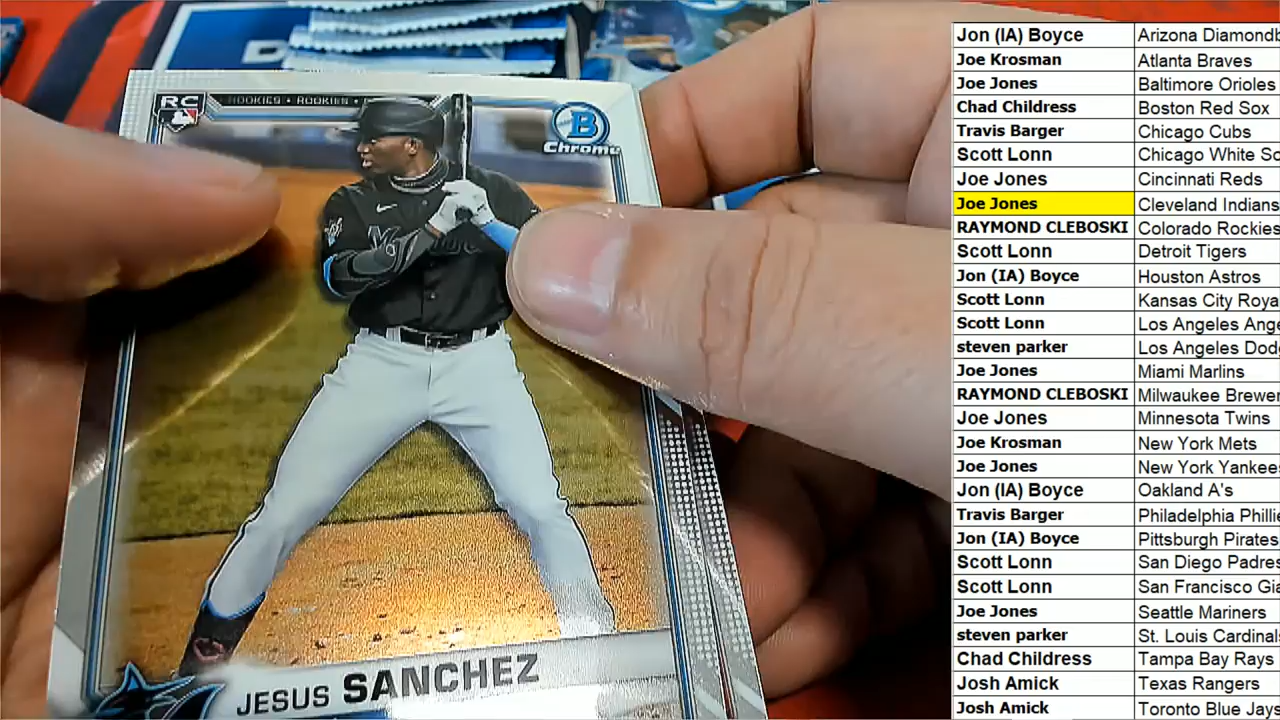 RC
ROOKIES • ROOKIES •
B
Chrome
JESUS SANCHEZ
Jon (IA) Boyce Arizona Diamondb
Joe Krosman Atlanta Braves
Joe Jones Baltimore Orioles
Chad Childress Boston Red Sox
Travis Barger Chicago Cubs
Scott Lonn Chicago White So
Joe Jones Cincinnati Reds
Joe Jones Cleveland Indians
RAYMOND CLEBOSKI Colorado Rockies
Scott Lonn Detroit Tigers
Jon (IA) Boyce Houston Astros
Scott Lonn Kansas City Roya
Scott Lonn Los Angeles Ange
steven parker Los Angeles Dod
Joe Jones Miami Marlins
RAYMOND CLEBOSKI Milwaukee Brewer
Joe Jones Minnesota Twins
Joe Krosman New York Mets
Joe Jones New York Yankee
Jon (IA) Boyce Oakland A's
Travis Barger Philadelphia Phillie
Jon (IA) Boyce Pittsburgh Pirates
Scott Lonn San Diego Padres
Scott Lonn San Francisco Gia
Joe Jones Seattle Mariners
steven parker St. Louis Cardinal
Chad Childress Tampa Bay Rays
Josh Amick Texas Rangers
Josh Amick Toronto Blue Jays